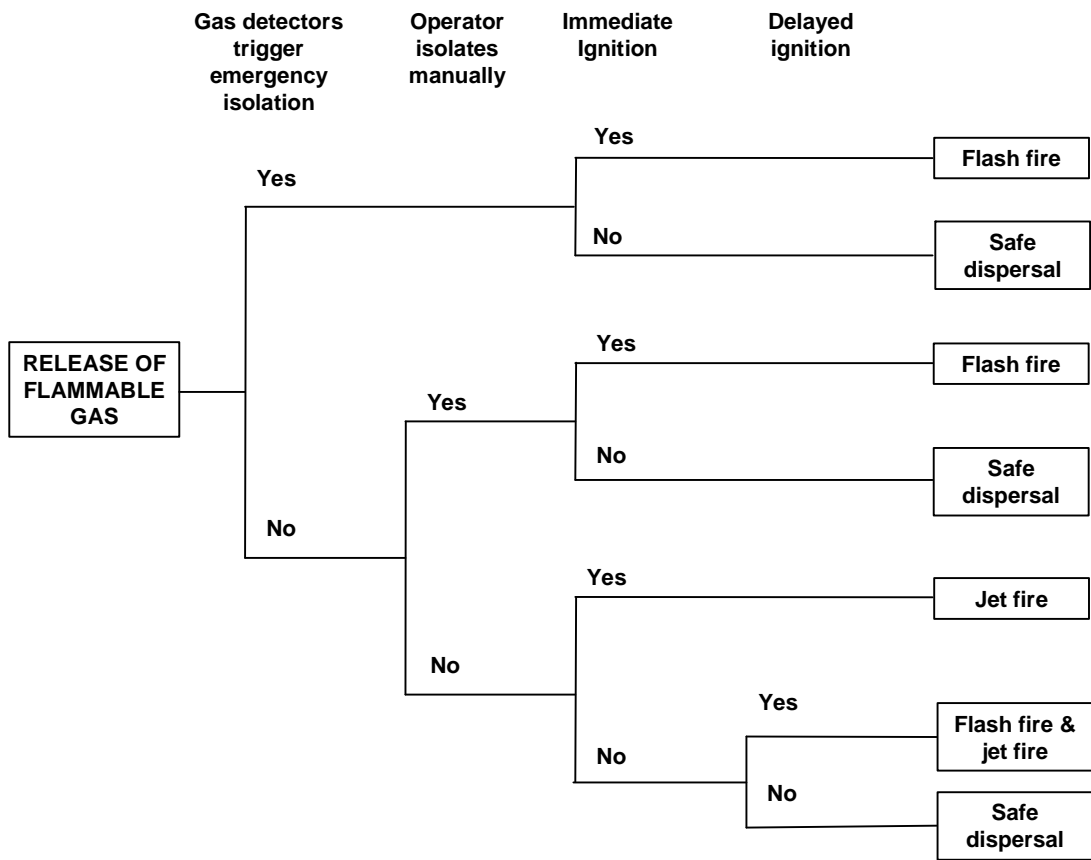 Gas detectors
trigger
emergency
isolation
Operator
isolates
manually
Immediate
Ignition
Delayed
ignition
Yes
Flash fire
Yes
No
Safe
dispersal
RELEASE OF
FLAMMABLE
GAS
Yes
Flash fire
Yes
No
Safe
dispersal
No
Yes
Jet fire
No
Yes
Flash fire &
jet fire
No
No
Safe
dispersal